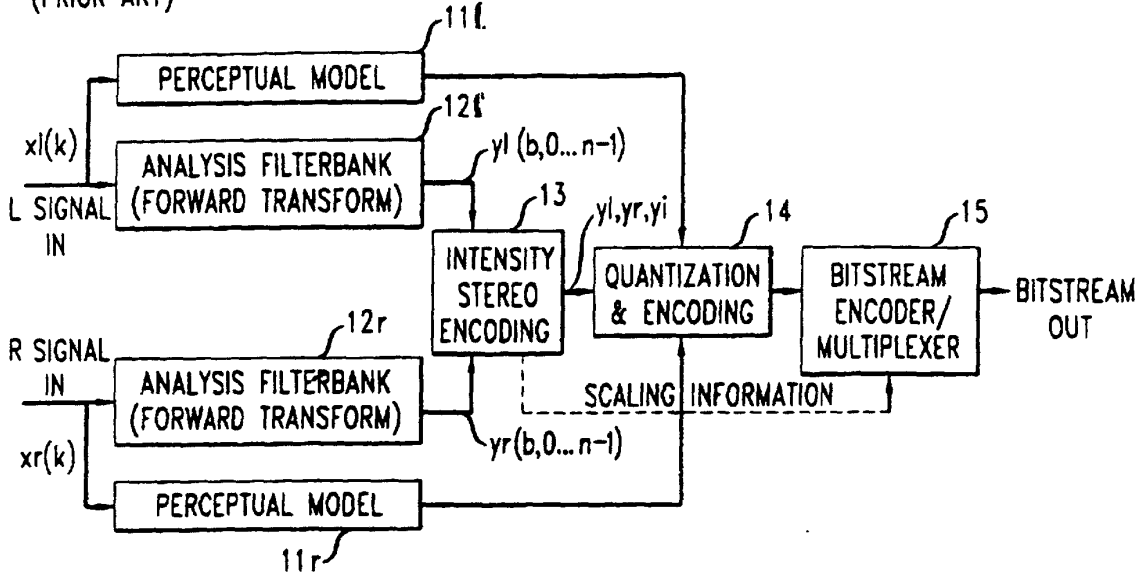 (PRIOR ART)
11l
PERCEPTUAL MODEL
12l
xl(k)
ANALYSIS FILTERBANK
(FORWARD TRANSFORM)
yl(b,0...n-1)
L SIGNAL
IN
13
INTENSITY
STEREO
ENCODING
yl,yr,yi
14
QUANTIZATION
& ENCODING
15
BITSTREAM
ENCODER/
MULTIPLEXER
BITSTREAM
OUT
R SIGNAL
IN
12r
ANALYSIS FILTERBANK
(FORWARD TRANSFORM)
SCALING INFORMATION
yr(b,0...n-1)
xr(k)
PERCEPTUAL MODEL
11r